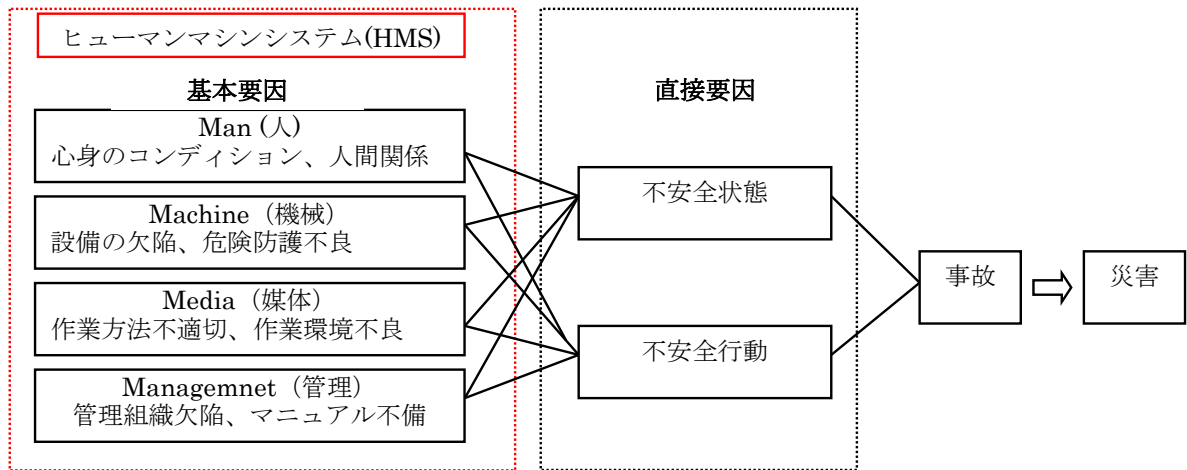 ヒューマンマシンシステム(HMS)
基本要因
Man (人)
心身のコンディション、人間関係
Machine（機械）
設備の欠陥、危険防護不良
Media（媒体）
作業方法不適切、作業環境不良
Managemnet（管理）
管理組織欠陥、マニュアル不備
直接要因
不安全状態
不安全行動
事故
災害